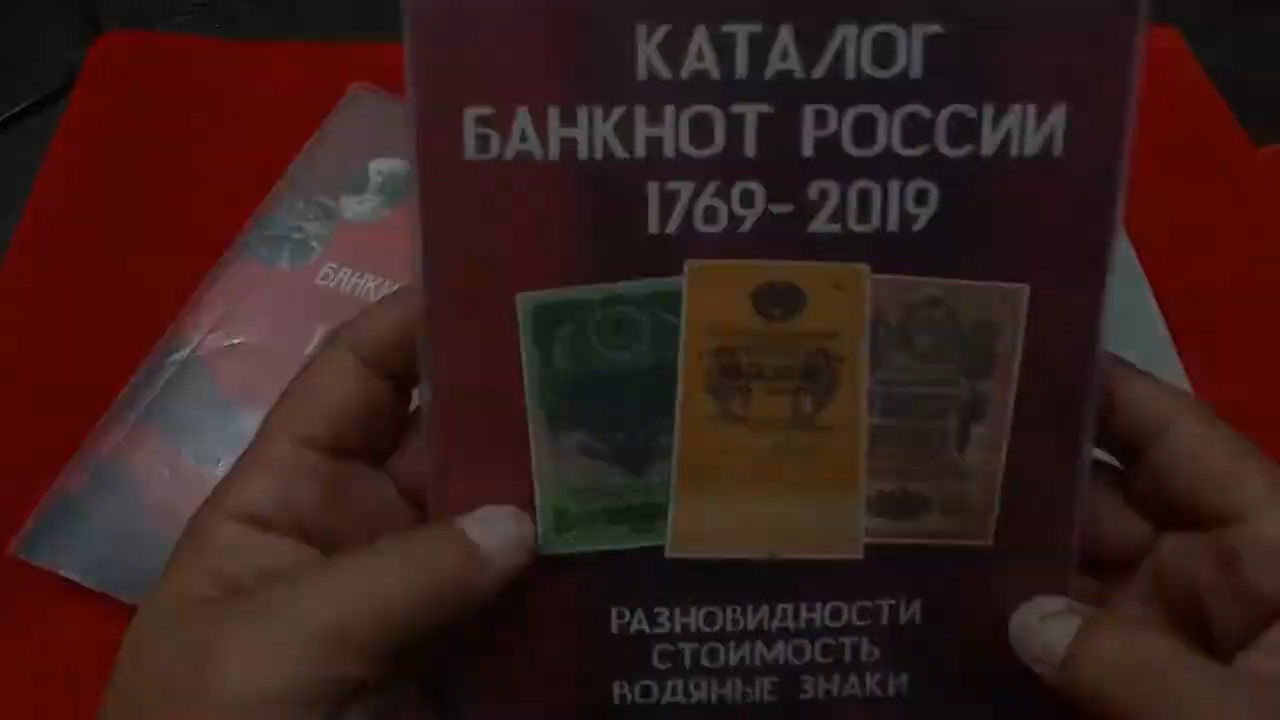 КАТАЛОГ
БАНКНОТ РОССИИ
1769-2019
РАЗНОВИДНОСТИ
СТОИМОСТЬ
ВОДЯНЫЕ ЗНАКИ